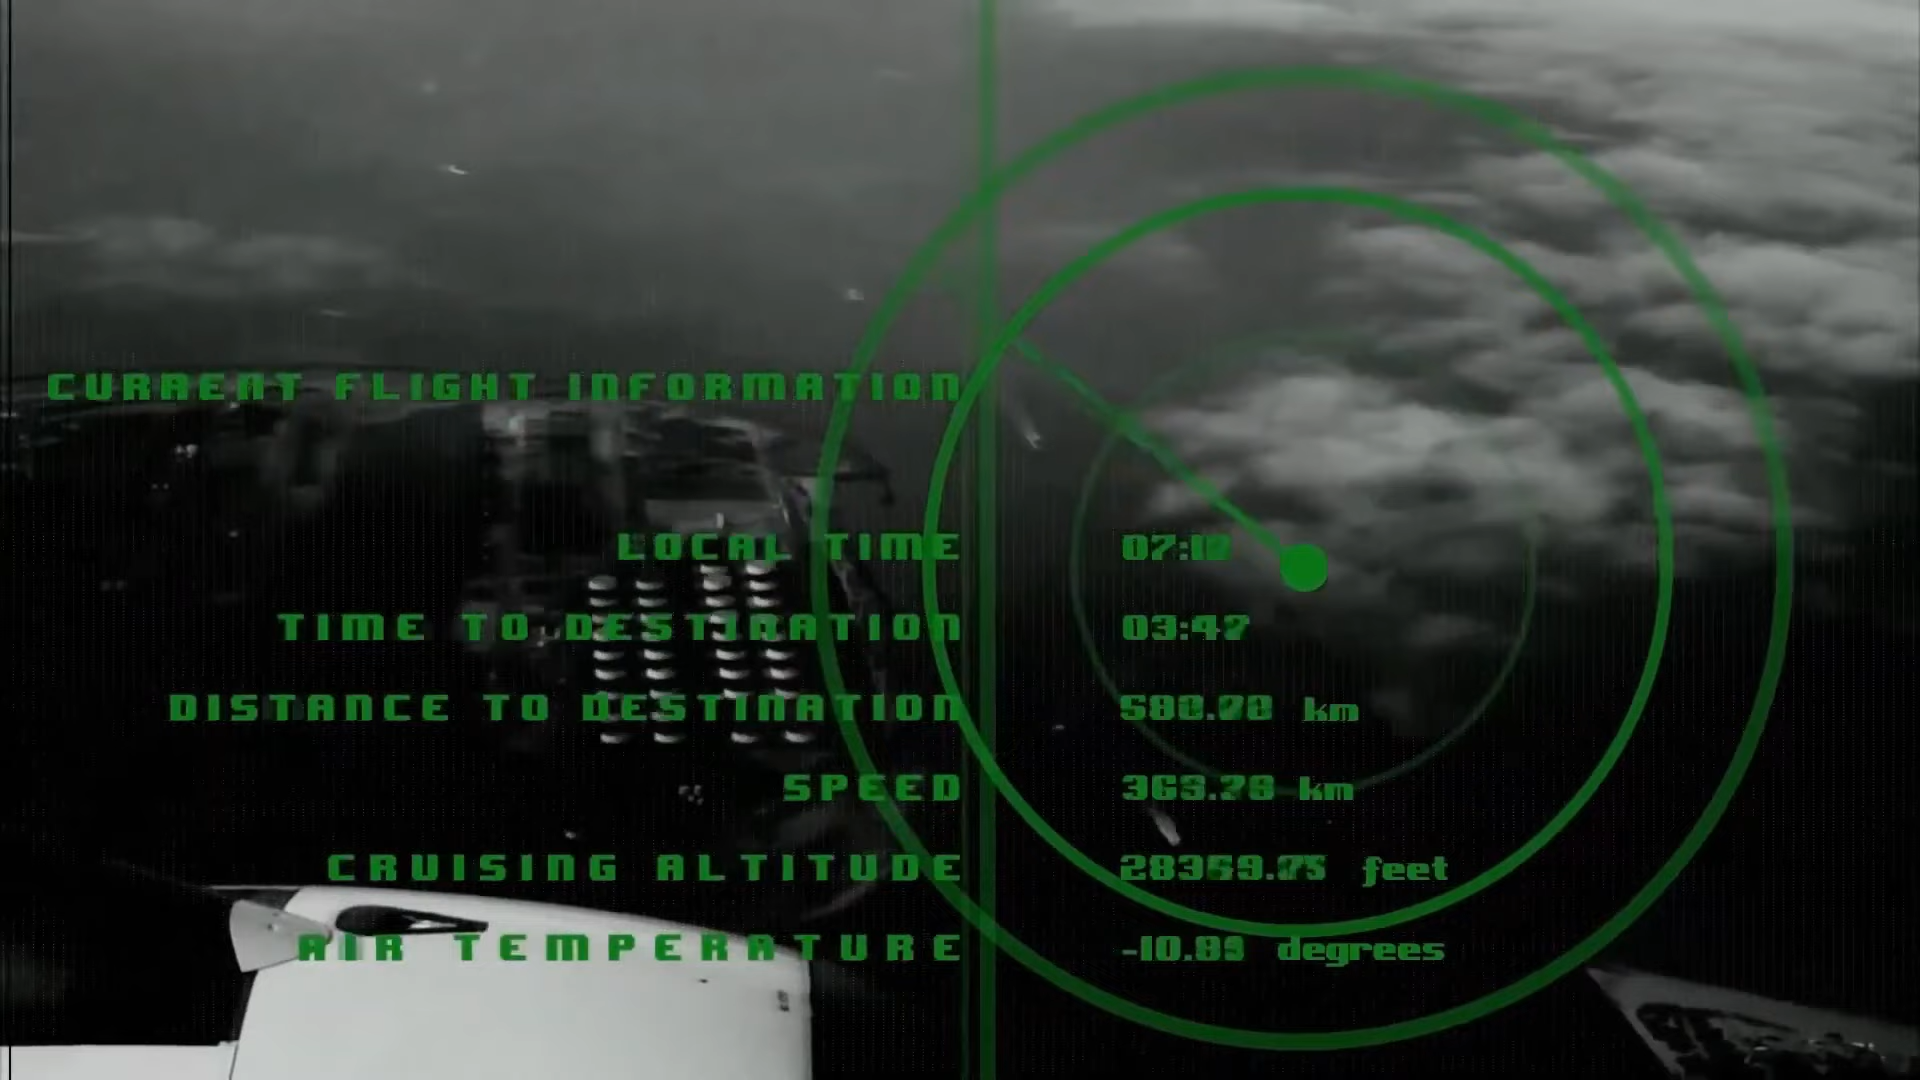 CURRENT FLIGHT INFORMATION
LOCAL TIME
TIME TO DESTINATION 03:47
DISTANCE TO DESTINATION km
SPEED km
CRUISING ALTITUDE feet
AIR TEMPERATURE degrees